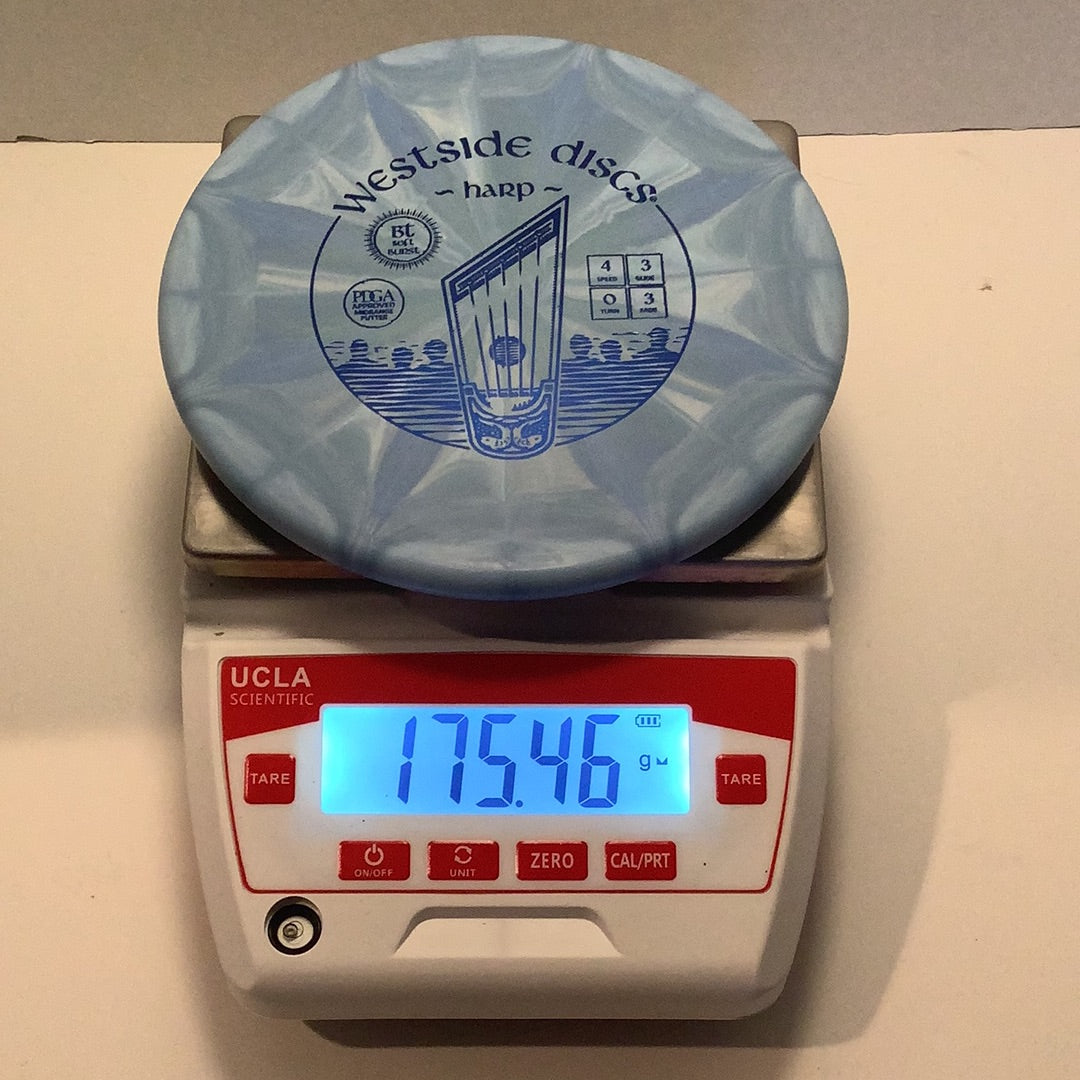 Westside Discs
~ Harp ~
Bt
Soft
Burst
PDGA
APPROVED
MIDRANGE
PUTTER
4 3
SPEED GLIDE
0 3
TURN FADE
UCLA
SCIENTIFIC
175.46 g
TARE
TARE
ON/OFF
UNIT
ZERO
CAL/PRT